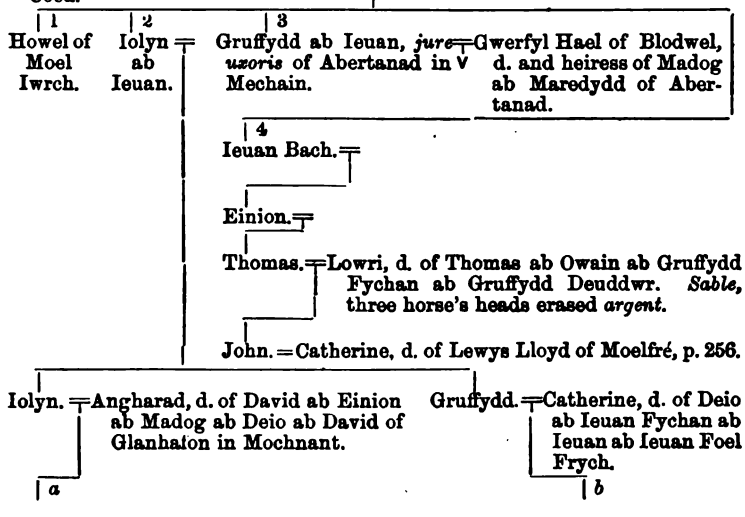 1 2 3
Howel of Moel Iwrch.
Iolyn ab Ieuan.
Gruffydd ab Ieuan, jure
uxoris of Abertanad in
Mechain.
Gwerfyl Hael of Blodwel,
d. and heiress of Madog
ab Maredydd of Aber-
tanad.
4
Ieuan Bach.
Einion.
Thomas. = Lowri, d. of Thomas ab Owain ab Gruffydd
Fychan ab Gruffydd Deuddwr. Sable,
three horse's heads erased argent.
John. = Catherine, d. of Lewys Lloyd of Moelfré, p. 256.
Iolyn. = Angharad, d. of David ab Einion
ab Madog ab Deio ab David of
Glanhafon in Mochnant.
Gruffydd. = Catherine, d. of Deio
ab Ieuan Fychan ab
Ieuan ab Ieuan Foel
Frych.
a b